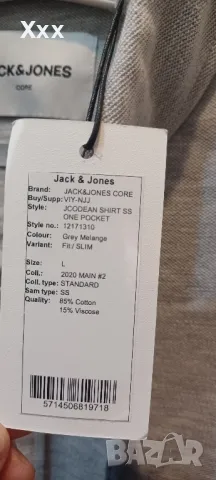 Xxx
CK&JONES
CORE
Jack & Jones
Brand: JACK&JONES CORE
Buy/Supp: VIY-NJJ
Style: JCODEAN SHIRT SS
ONE POCKET
Style no.: 12171310
Colour: Grey Melange
Variant: Fit / SLIM
Size: L
Coll.: 2020 MAIN #2
Coll. type: STANDARD
Sam type: SS
Quality: 85% Cotton
15% Viscose
5714506819718
bazar